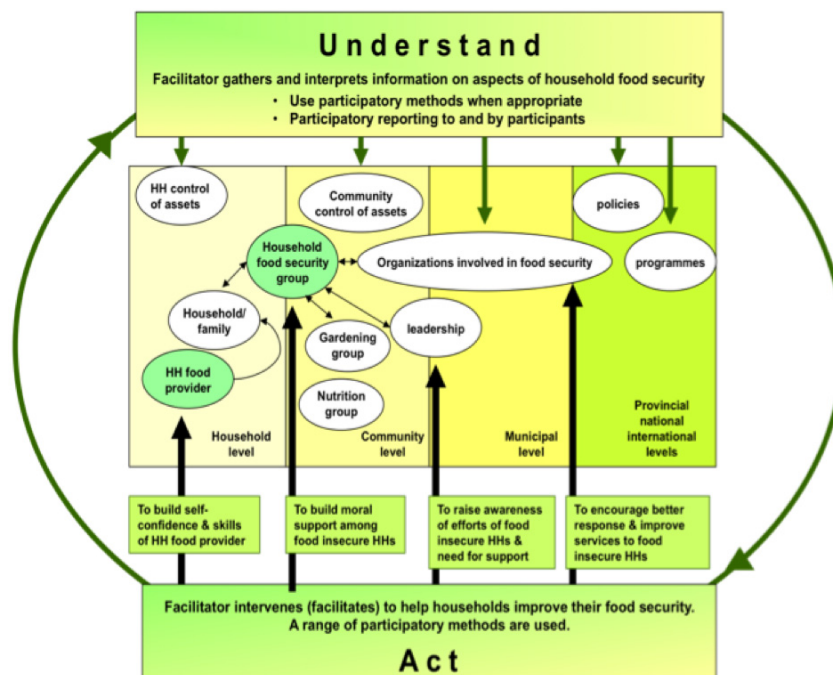 Understand
Facilitator gathers and interprets information on aspects of household food security
• Use participatory methods when appropriate
• Participatory reporting to and by participants
HH control
of assets
Community
control of assets
policies
programmes
Household
food security
group
Organizations involved in food security
Household/
family
Gardening
group
leadership
HH food
provider
Nutrition
group
Household
level
Community
level
Municipal
level
Provincial
national
international
levels
To build self-
confidence & skills
of HH food provider
To build moral
support among
food insecure HHs
To raise awareness
of efforts of food
insecure HHs &
need for support
To encourage better
response & improve
services to food
insecure HHs
Facilitator intervenes (facilitates) to help households improve their food security.
A range of participatory methods are used.
Act